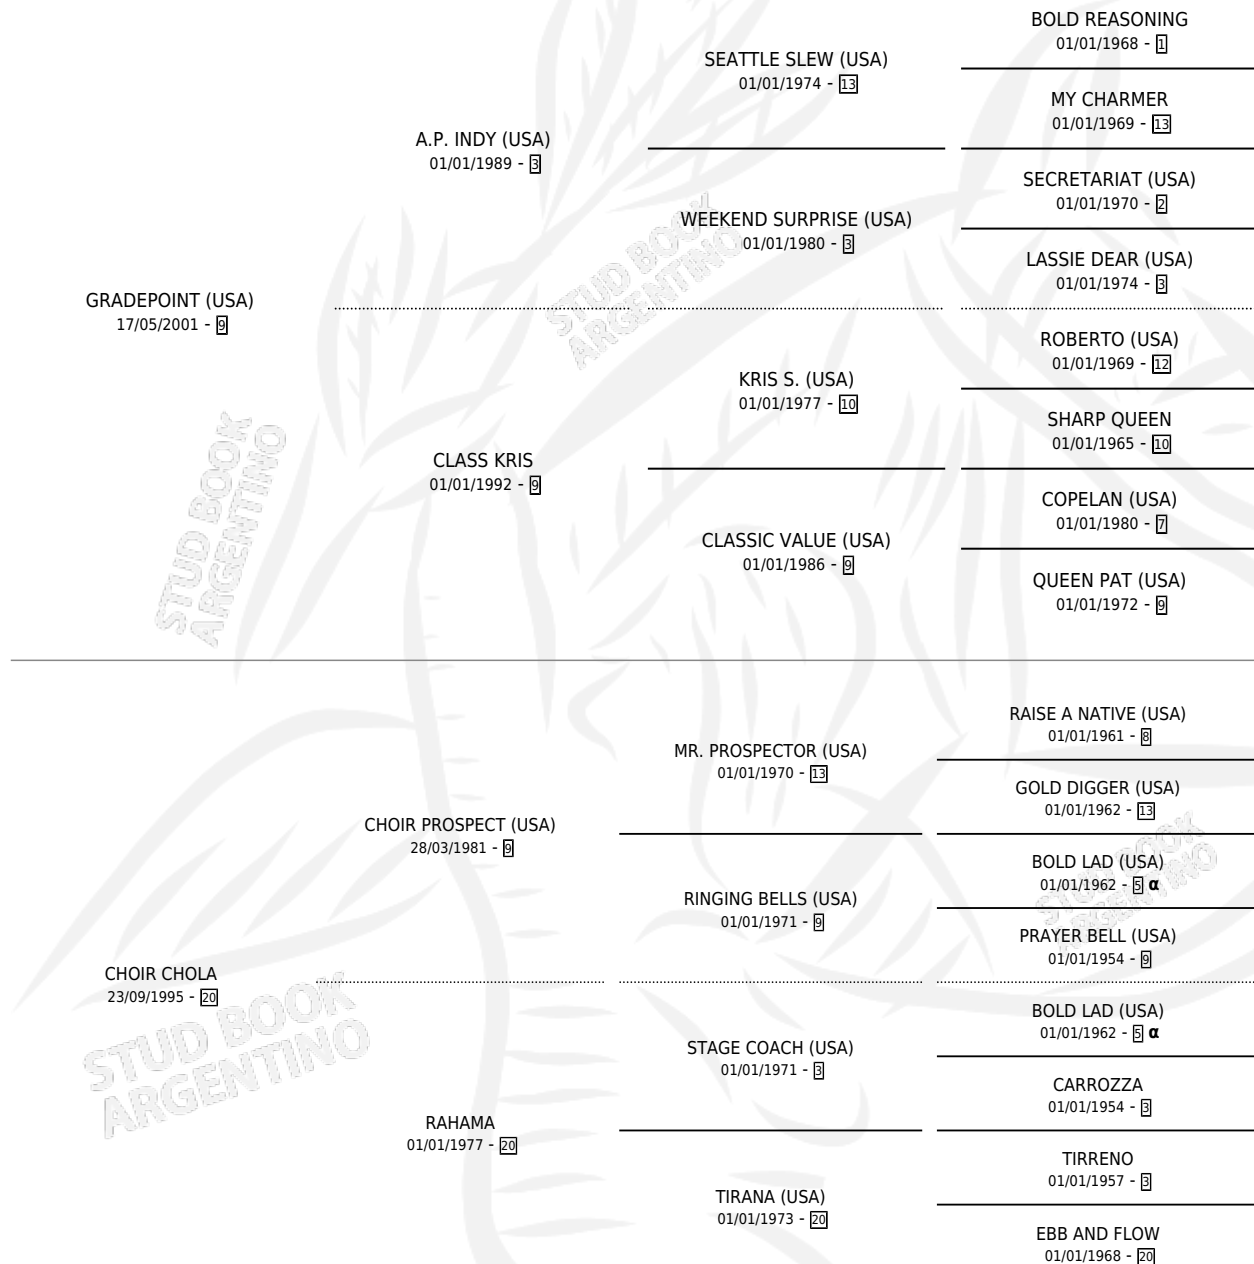 BOLD REASONING
01/01/1968 - 1
SEATTLE SLEW (USA)
01/01/1974 - 13
MY CHARMER
01/01/1969 - 13
A.P. INDY (USA)
01/01/1989 - 3
SECRETARIAT (USA)
01/01/1970 - 2
WEEKEND SURPRISE (USA)
01/01/1980 - 3
LASSIE DEAR (USA)
01/01/1974 - 3
GRADEPOINT (USA)
17/05/2001 - 9
STUD BOOK
ARGENTINO
ROBERTO (USA)
01/01/1969 - 12
KRIS S. (USA)
01/01/1977 - 10
SHARP QUEEN
01/01/1965 - 10
CLASS KRIS
01/01/1992 - 9
COPELAN (USA)
01/01/1980 - 7
CLASSIC VALUE (USA)
01/01/1986 - 9
QUEEN PAT (USA)
01/01/1972 - 9
STUD BOOK
ARGENTINO
RAISE A NATIVE (USA)
01/01/1961 - 8
MR. PROSPECTOR (USA)
01/01/1970 - 13
GOLD DIGGER (USA)
01/01/1962 - 13
CHOIR PROSPECT (USA)
28/03/1981 - 9
BOLD LAD (USA)
01/01/1962 - 5 α
RINGING BELLS (USA)
01/01/1971 - 9
PRAYER BELL (USA)
01/01/1954 - 9
STUD BOOK
ARGENTINO
CHOIR CHOLA
23/09/1995 - 20
BOLD LAD (USA)
01/01/1962 - 5 α
STAGE COACH (USA)
01/01/1971 - 3
CARROZZA
01/01/1954 - 3
STUD BOOK
ARGENTINO
RAHAMA
01/01/1977 - 20
TIRRENO
01/01/1957 - 3
TIRANA (USA)
01/01/1973 - 20
EBB AND FLOW
01/01/1968 - 20